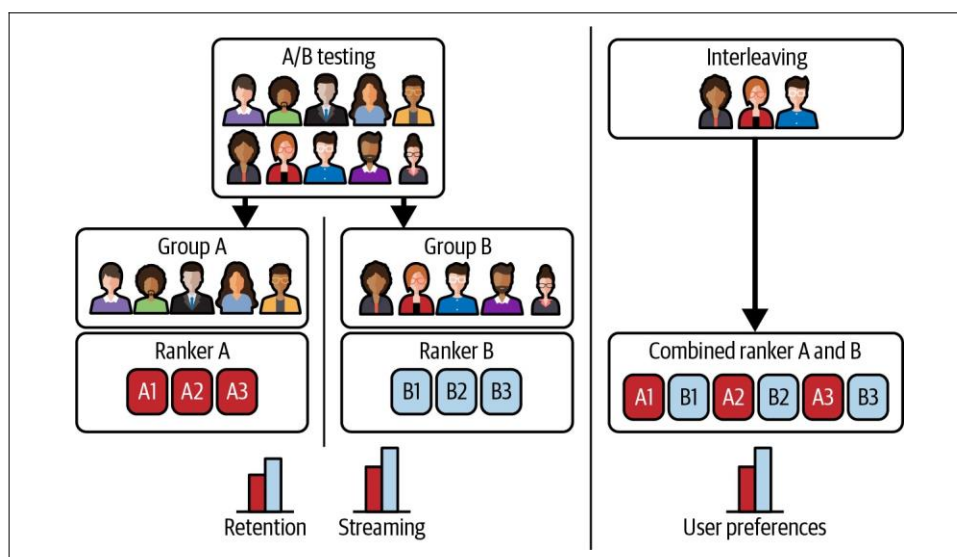 A/B testing
Interleaving
Group A
Group B
Ranker A
A1 A2 A3
Ranker B
B1 B2 B3
Combined ranker A and B
A1 B1 A2 B2 A3 B3
Retention
Streaming
User preferences